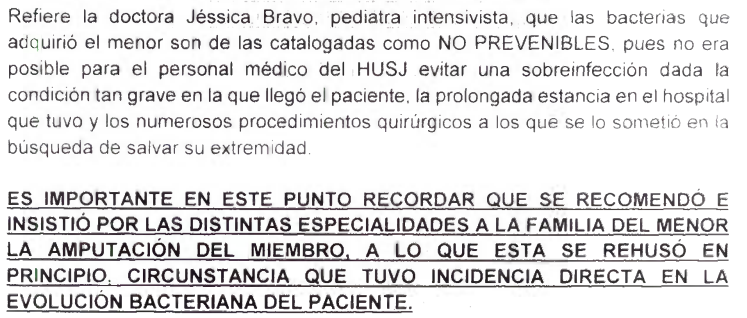 Refiere la doctora Jéssica Bravo, pediatra intensivista, que las bacterias que
adquirió el menor son de las catalogadas como NO PREVENIBLES, pues no era
posible para el personal médico del HUSJ evitar una sobreinfección dada la
condición tan grave en la que llegó el paciente, la prolongada estancia en el hospital
que tuvo y los numerosos procedimientos quirúrgicos a los que se lo sometió en la
búsqueda de salvar su extremidad.
ES IMPORTANTE EN ESTE PUNTO RECORDAR QUE SE RECOMENDÓ E
INSISTIÓ POR LAS DISTINTAS ESPECIALIDADES A LA FAMILIA DEL MENOR
LA AMPUTACIÓN DEL MIEMBRO, A LO QUE ESTA SE REHUSÓ EN
PRINCIPIO, CIRCUNSTANCIA QUE TUVO INCIDENCIA DIRECTA EN LA
EVOLUCIÓN BACTERIANA DEL PACIENTE.